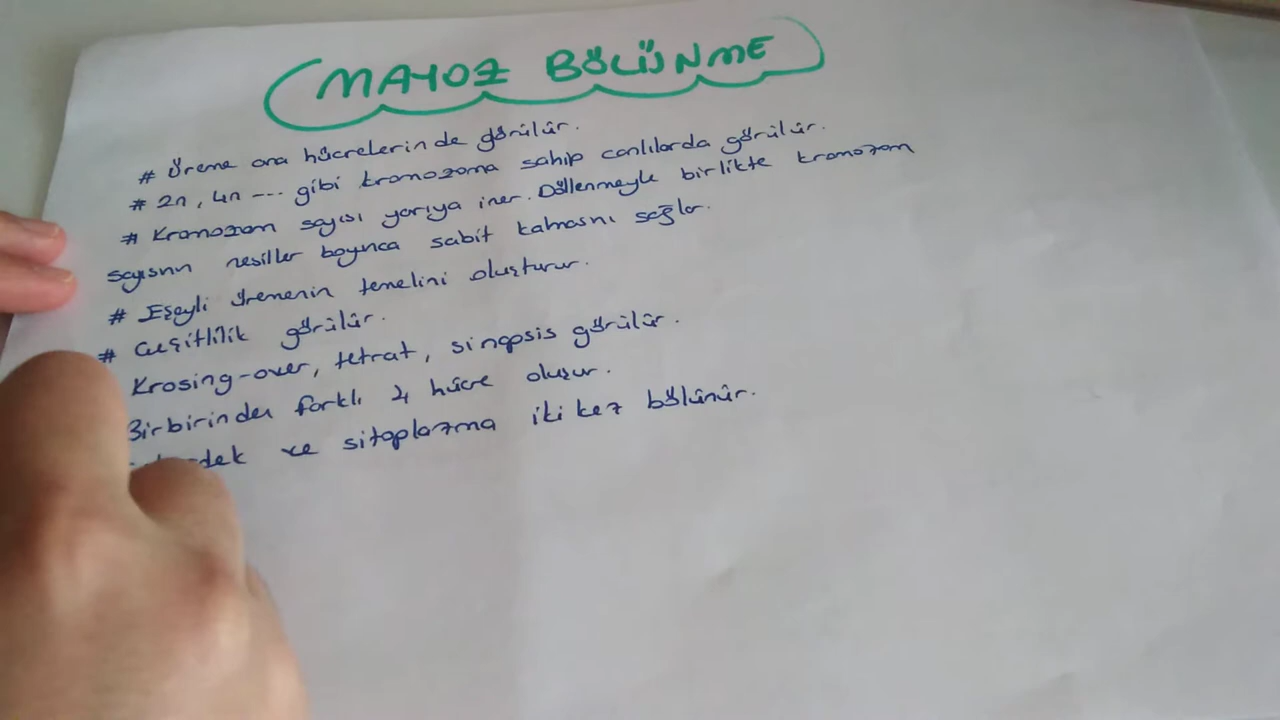 MAYOZ BÖLÜNME
# Üreme ana hücrelerinde görülür.
# 2n, 4n --- gibi kromozoma sahip canlılarda görülür.
# Kromozom sayısı yarıya iner. Döllenmeyle birlikte kromozom
sayısının nesiller boyunca sabit kalmasını sağlar.
# Eşeyli üremenin temelini oluşturur.
# Çeşitlilik görülür.
Krosing-over, tetrat, sinopsis görülür.
Birbirinden farklı 4 hücre oluşur.
ve sitoplazma iki kez bölünür.